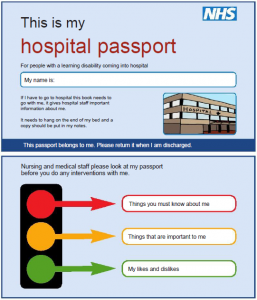 This is my
NHS
hospital passport
For people with a learning disability coming into hospital
My name is:
If I have to go to hospital this book needs to
go with me, it gives hospital staff important
information about me.
It needs to hang on the end of my bed and a
copy should be put in my notes.
HOSPITAL
This passport belongs to me. Please return it when I am discharged.
Nursing and medical staff please look at my passport
before you do any interventions with me.
Things you must know about me
Things that are important to me
My likes and dislikes